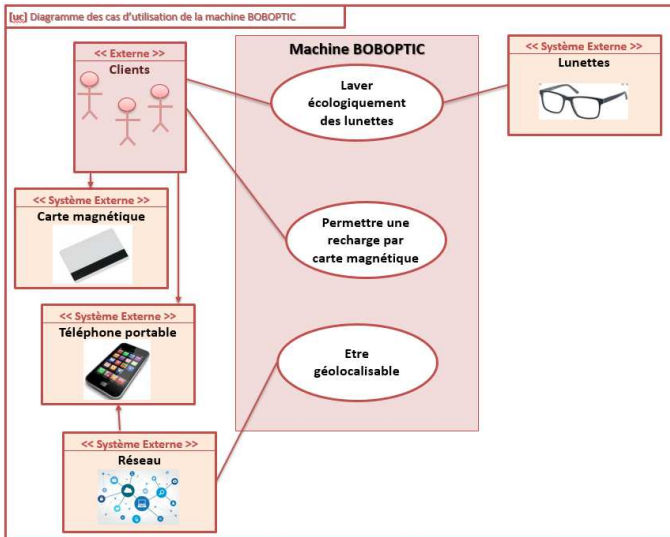 [uc] Diagramme des cas d'utilisation de la machine BOBOPTIC
<< Externe >>
Clients
Machine BOBOPTIC
Laver
écologiquement
des lunettes
<< Système Externe >>
Lunettes
<< Système Externe >>
Carte magnétique
Permettre une
recharge par
carte magnétique
<< Système Externe >>
Téléphone portable
Etre
géolocalisable
<< Système Externe >>
Réseau